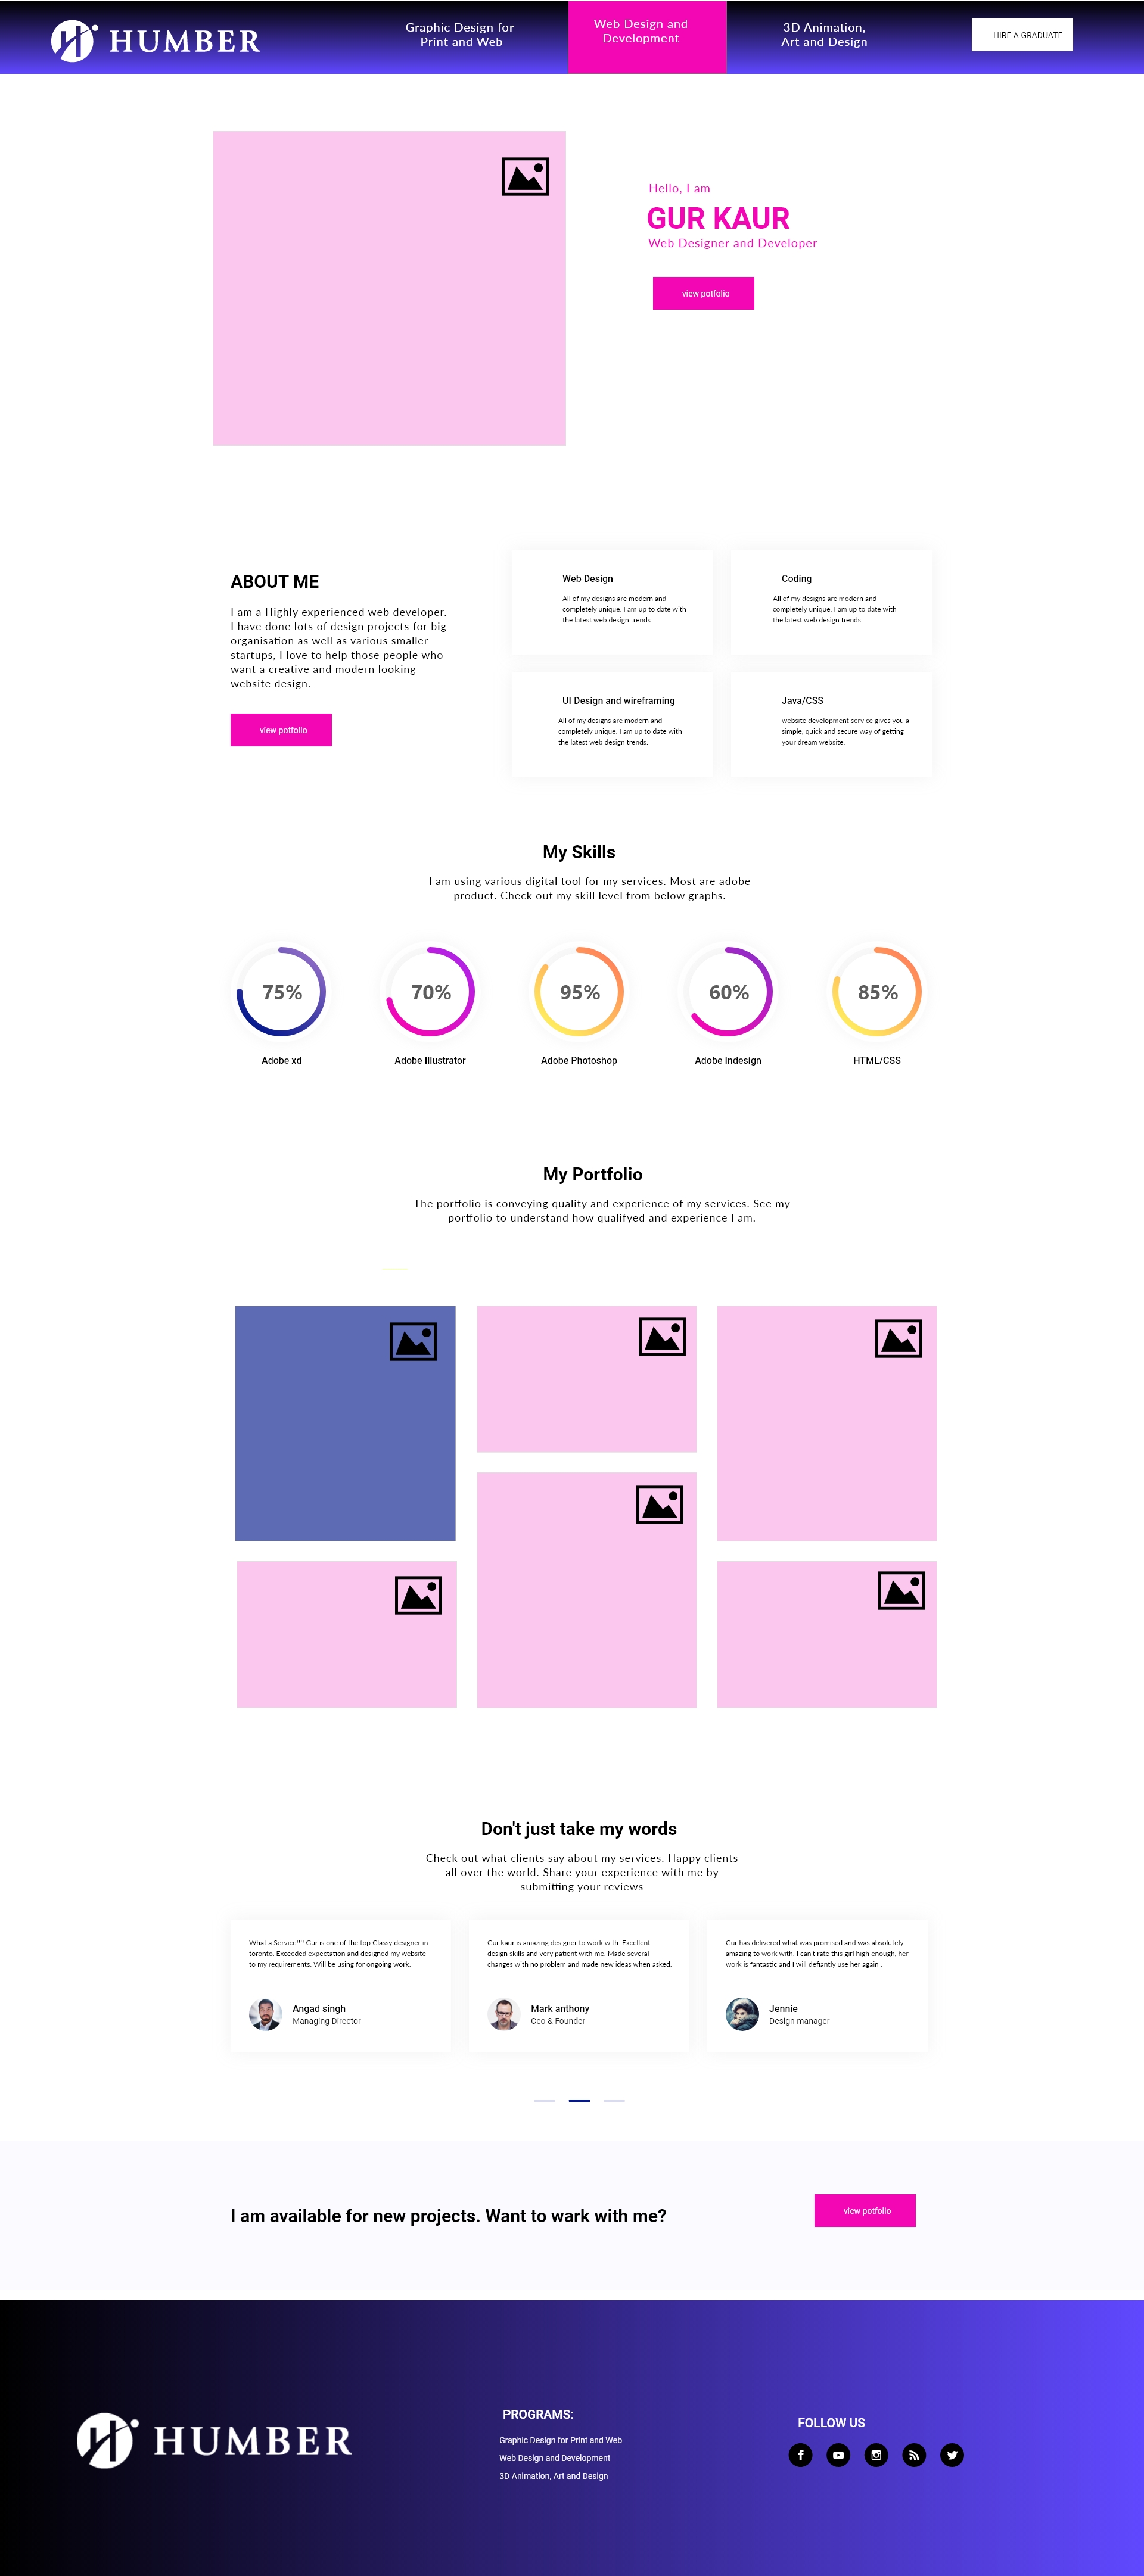 HUMBER
Graphic Design for
Print and Web
Web Design and
Development
3D Animation,
Art and Design
HIRE A GRADUATE
Hello, I am
GUR KAUR
Web Designer and Developer
view potfolio
ABOUT ME
I am a Highly experienced web developer.
I have done lots of design projects for big
organisation as well as various smaller
startups, I love to help those people who
want a creative and modern looking
website design.
view potfolio
Web Design
All of my designs are modern and
completely unique. I am up to date with
the latest web design trends.
Coding
All of my designs are modern and
completely unique. I am up to date with
the latest web design trends.
UI Design and wireframing
All of my designs are modern and
completely unique. I am up to date with
the latest web design trends.
Java/CSS
website development service gives you a
simple, quick and secure way of getting
your dream website.
My Skills
I am using various digital tool for my services. Most are adobe
product. Check out my skill level from below graphs.
75%
70%
95%
60%
85%
Adobe xd
Adobe Illustrator
Adobe Photoshop
Adobe Indesign
HTML/CSS
My Portfolio
The portfolio is conveying quality and experience of my services. See my
portfolio to understand how qualifyed and experience I am.
Don't just take my words
Check out what clients say about my services. Happy clients
all over the world. Share your experience with me by
submitting your reviews
What a Service!!!! Gur is one of the top Classy designer in
toronto. Exceeded expectation and designed my website
to my requirements. Will be using for ongoing work.
Angad singh
Managing Director
Gur kaur is amazing designer to work with. Excellent
design skills and very patient with me. Made several
changes with no problem and made new ideas when asked.
Mark anthony
Ceo & Founder
Gur has delivered what was promised and was absolutely
amazing to work with. I can't rate this girl high enough, her
work is fantastic and I will defiantly use her again .
Jennie
Design manager
I am available for new projects. Want to wark with me?
view potfolio
HUMBER
PROGRAMS:
Graphic Design for Print and Web
Web Design and Development
3D Animation, Art and Design
FOLLOW US